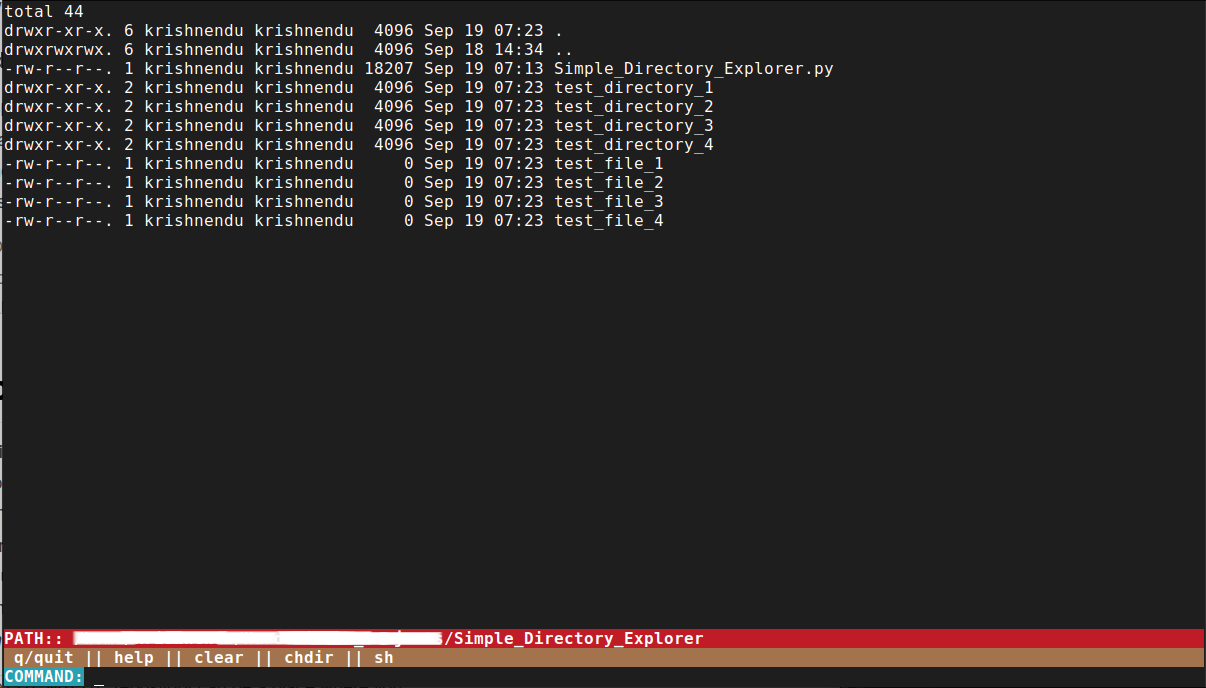 total 44
drwxr-xr-x. 6 krishnendu krishnendu  4096 Sep 19 07:23 .
drwxrwxrwx. 6 krishnendu krishnendu  4096 Sep 18 14:34 ..
-rw-r--r--. 1 krishnendu krishnendu 18207 Sep 19 07:13 Simple_Directory_Explorer.py
drwxr-xr-x. 2 krishnendu krishnendu  4096 Sep 19 07:23 test_directory_1
drwxr-xr-x. 2 krishnendu krishnendu  4096 Sep 19 07:23 test_directory_2
drwxr-xr-x. 2 krishnendu krishnendu  4096 Sep 19 07:23 test_directory_3
drwxr-xr-x. 2 krishnendu krishnendu  4096 Sep 19 07:23 test_directory_4
-rw-r--r--. 1 krishnendu krishnendu     0 Sep 19 07:23 test_file_1
-rw-r--r--. 1 krishnendu krishnendu     0 Sep 19 07:23 test_file_2
-rw-r--r--. 1 krishnendu krishnendu     0 Sep 19 07:23 test_file_3
-rw-r--r--. 1 krishnendu krishnendu     0 Sep 19 07:23 test_file_4
PATH:: /Simple_Directory_Explorer
q/quit || help || clear || chdir || sh
COMMAND: _